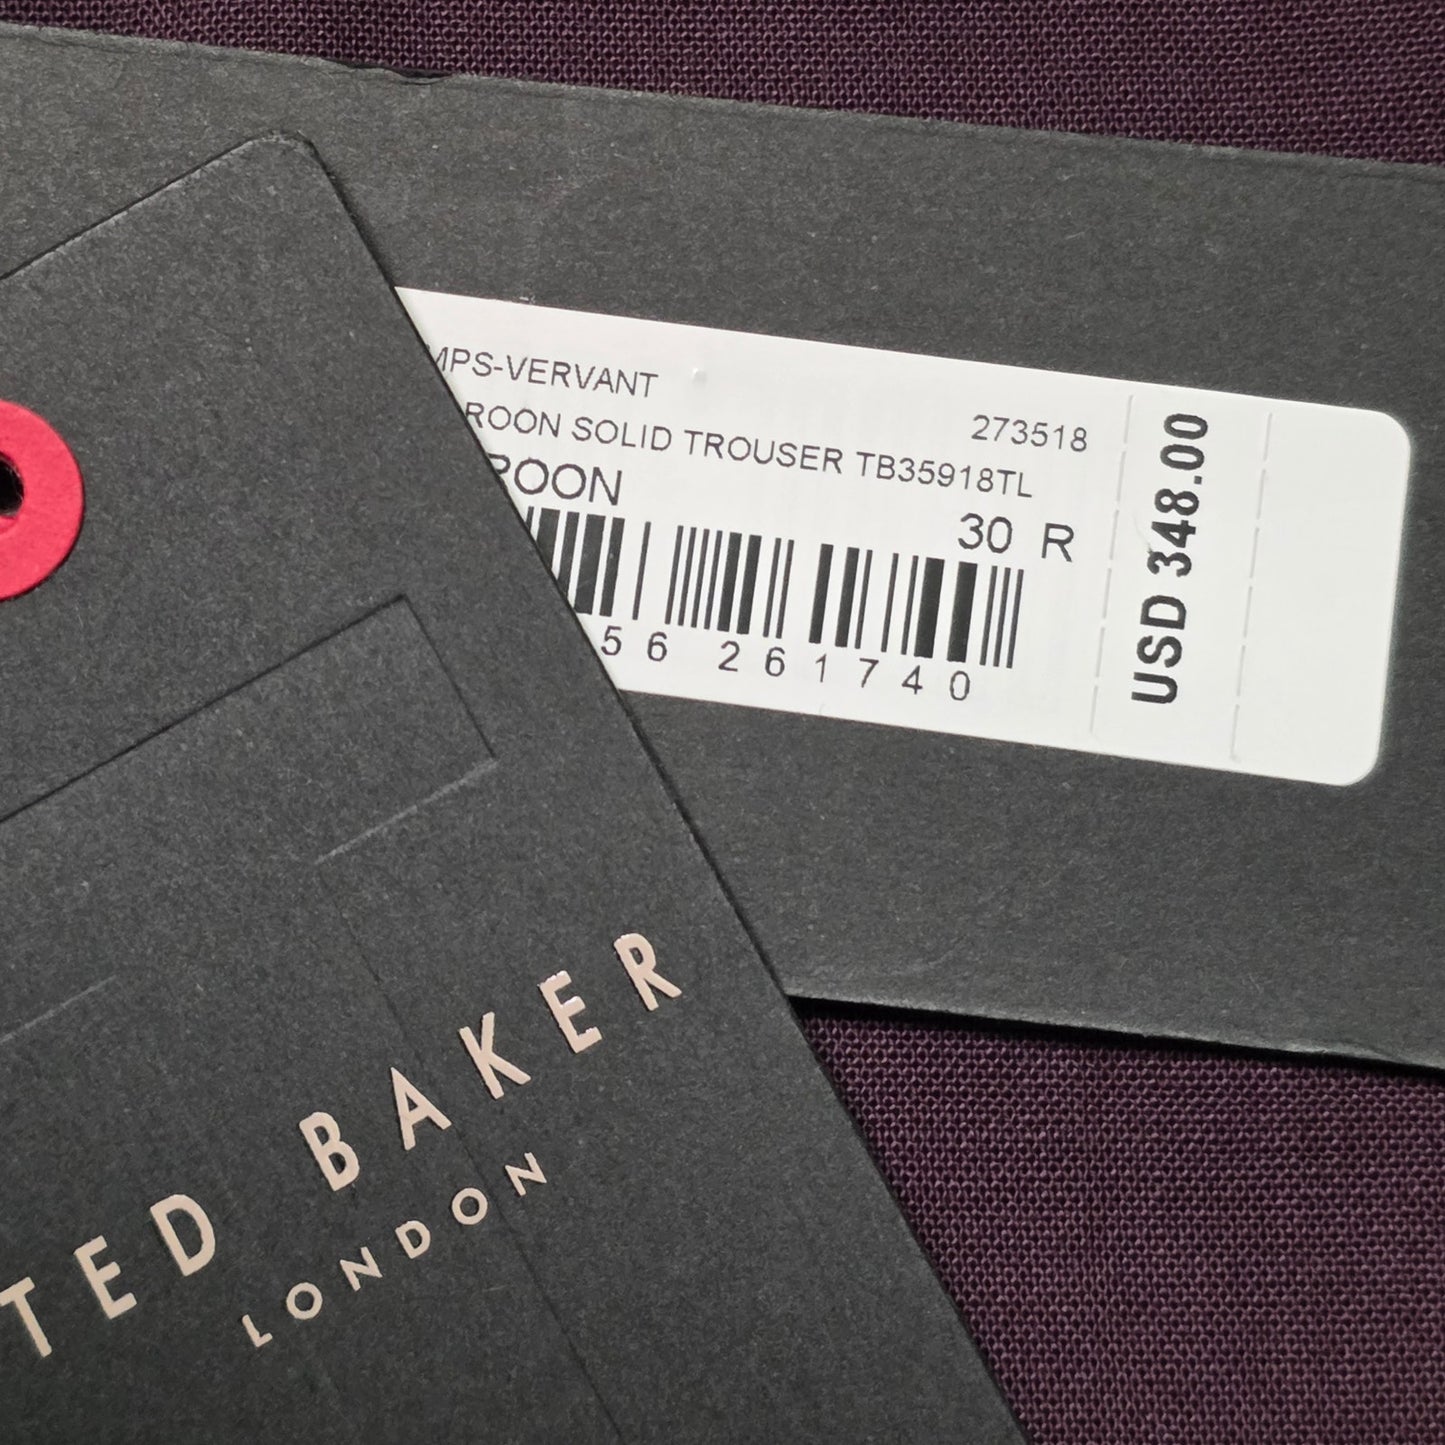 MPS-VERVANT
273518
ROON SOLID TROUSER TB35918TL
ROON
30 R
56 261740
USD 348.00
TED BAKER
LONDON